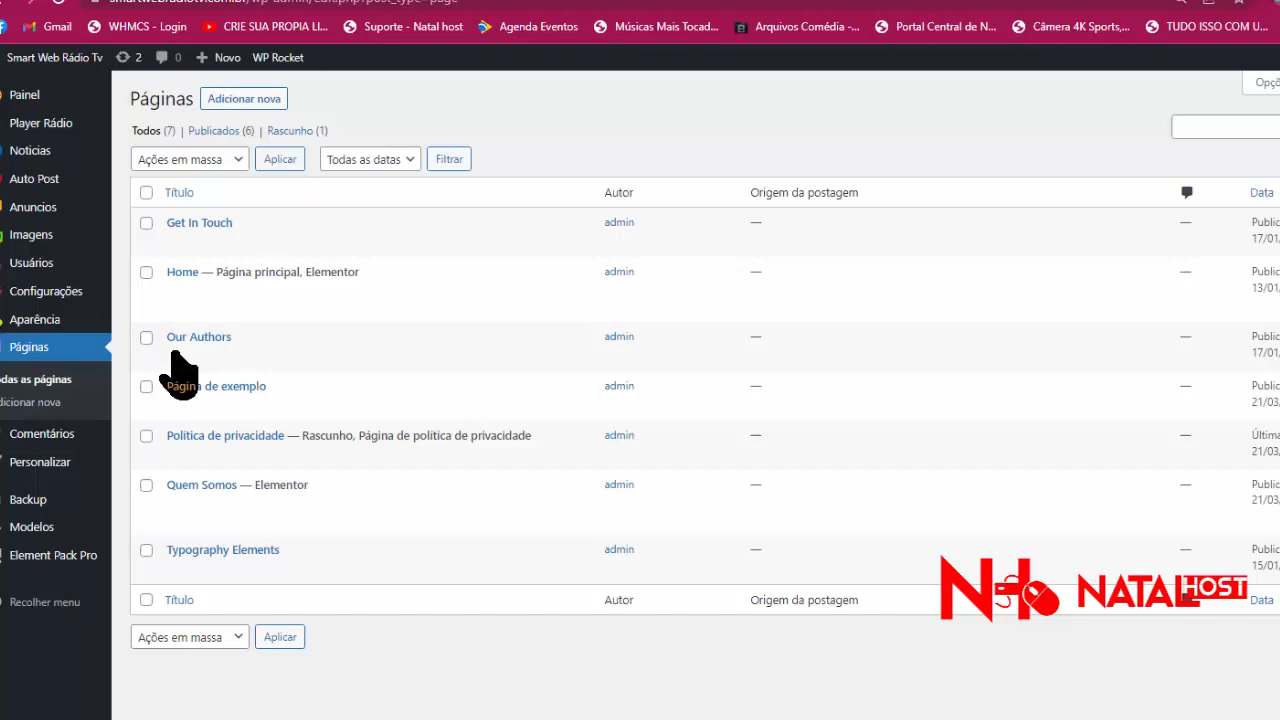 Gmail WHMCS - Login CRIE SUA PROPIA LI... Suporte - Natal host Agenda Eventos Músicas Mais Tocad... Arquivos Comédia -... Portal Central de N... Câmera 4K Sports,... TUDO ISSO COM U...
Smart Web Rádio Tv 2 0 Novo WP Rocket
Painel
Player Rádio
Noticias
Auto Post
Anuncios
Imagens
Usuários
Configurações
Aparência
Páginas
odas as páginas
dicionar nova
Comentários
Personalizar
Backup
Modelos
Element Pack Pro
Recolher menu
Páginas Adicionar nova
Opçõ
Todos (7) | Publicados (6) | Rascunho (1)
Ações em massa Aplicar Todas as datas Filtrar
Título Autor Origem da postagem Data
Get In Touch admin — — Public
17/01,
Home — Página principal, Elementor admin — — Public
13/01,
Our Authors admin — — Public
17/01,
Página de exemplo admin — — Public
21/03,
Política de privacidade — Rascunho, Página de política de privacidade admin — — Última
21/03,
Quem Somos — Elementor admin — — Public
21/03,
Typography Elements admin — — Public
15/01,
Título Autor Origem da postagem Data
Ações em massa Aplicar
NH NATAL HOST